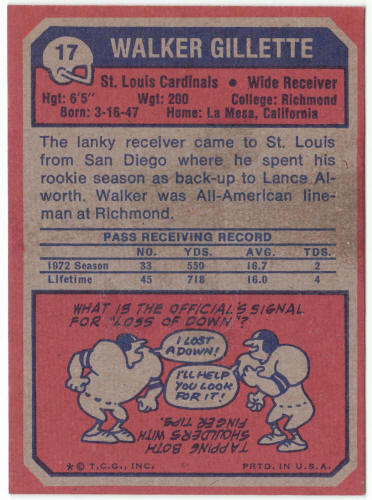 17
WALKER GILLETTE
St. Louis Cardinals • Wide Receiver
Hgt: 6'5" Wgt: 200 College: Richmond
Born: 3-16-47 Home: La Mesa, California
The lanky receiver came to St. Louis
from San Diego where he spent his
rookie season as back-up to Lance Al-
worth. Walker was All-American line-
man at Richmond.
PASS RECEIVING RECORD
NO. YDS. AVG. TDS.
1972 Season 33 550 16.7 2
Lifetime 45 718 16.0 4
WHAT IS THE OFFICIAL'S SIGNAL
FOR "LOSS OF DOWN"?
I LOST
A DOWN!
I'LL HELP
YOU LOOK
FOR IT!
TAPPING BOTH
SHOULDERS WITH
FINGER TIPS.
* © T.C.G., INC. PRTD. IN U.S.A.